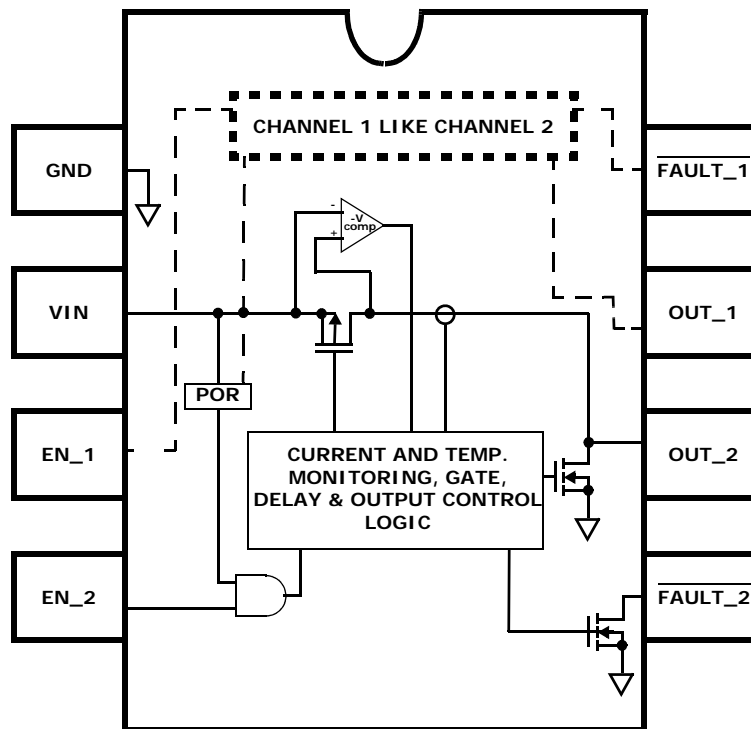 CHANNEL 1 LIKE CHANNEL 2
GND
FAULT_1
-
-V
comp
+
VIN
OUT_1
POR
EN_1
CURRENT AND TEMP.
MONITORING, GATE,
DELAY & OUTPUT CONTROL
LOGIC
OUT_2
EN_2
FAULT_2